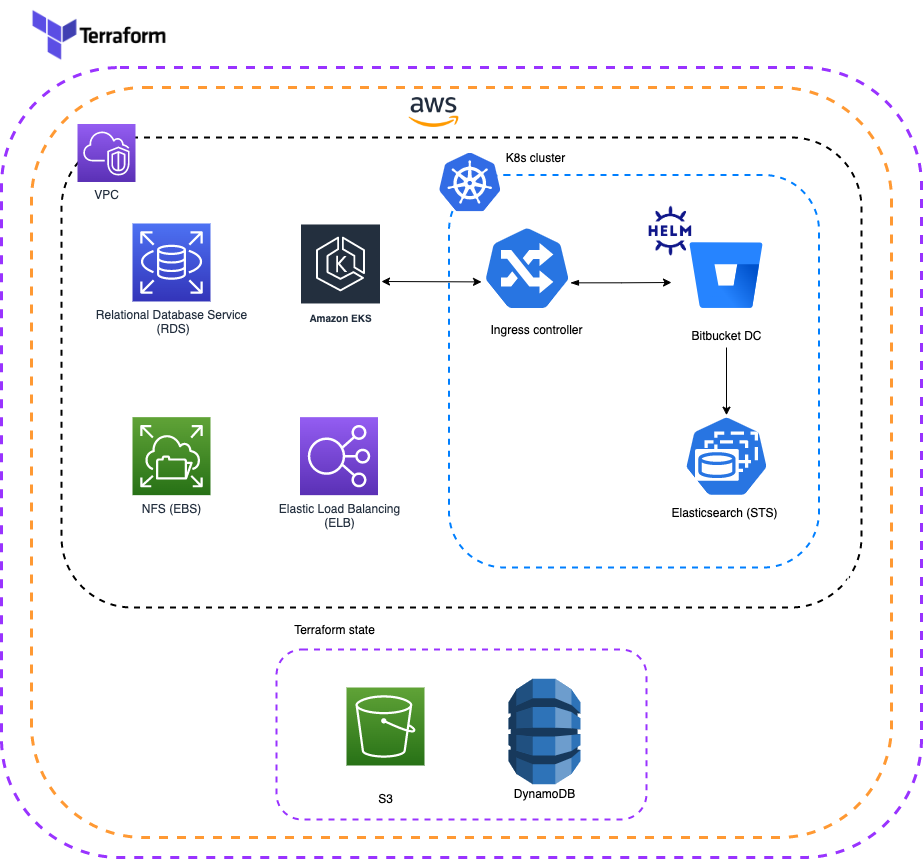 Terraform
aws
VPC
K8s cluster
HELM
Relational Database Service
(RDS)
K
Amazon EKS
Ingress controller
Bitbucket DC
NFS (EBS)
Elastic Load Balancing
(ELB)
Elasticsearch (STS)
Terraform state
S3
DynamoDB